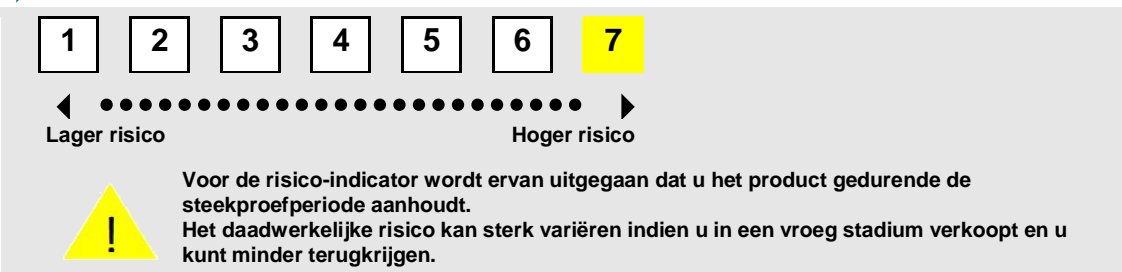 1 2 3 4 5 6 7
Lager risico Hoger risico
!
Voor de risico-indicator wordt ervan uitgegaan dat u het product gedurende de
steekproefperiode aanhoudt.
Het daadwerkelijke risico kan sterk variëren indien u in een vroeg stadium verkoopt en u
kunt minder terugkrijgen.